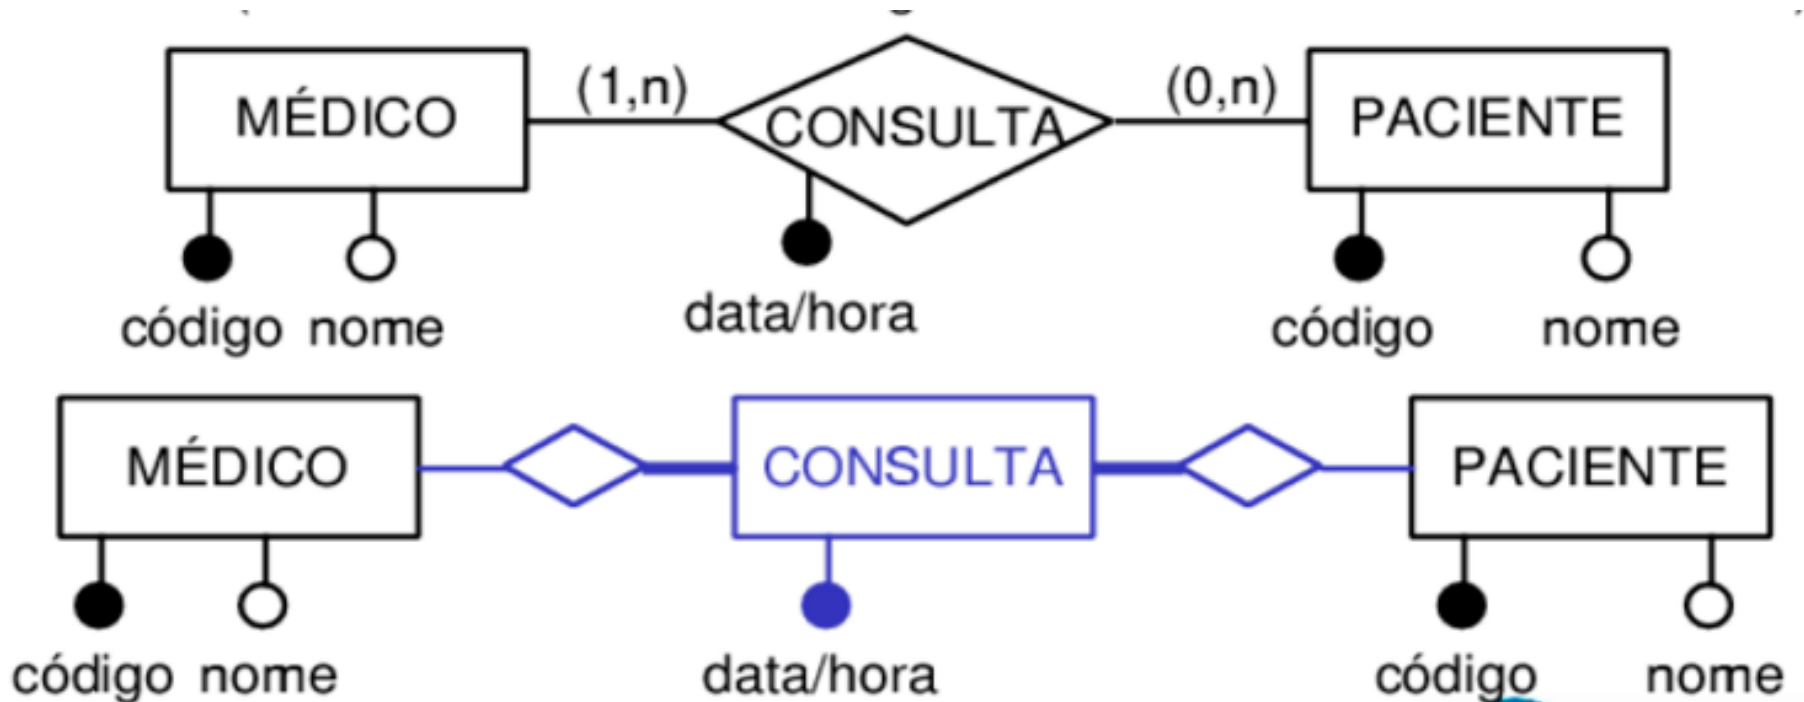 MÉDICO (1,n) CONSULTA (0,n) PACIENTE
código nome data/hora código nome
MÉDICO CONSULTA PACIENTE
código nome data/hora código nome